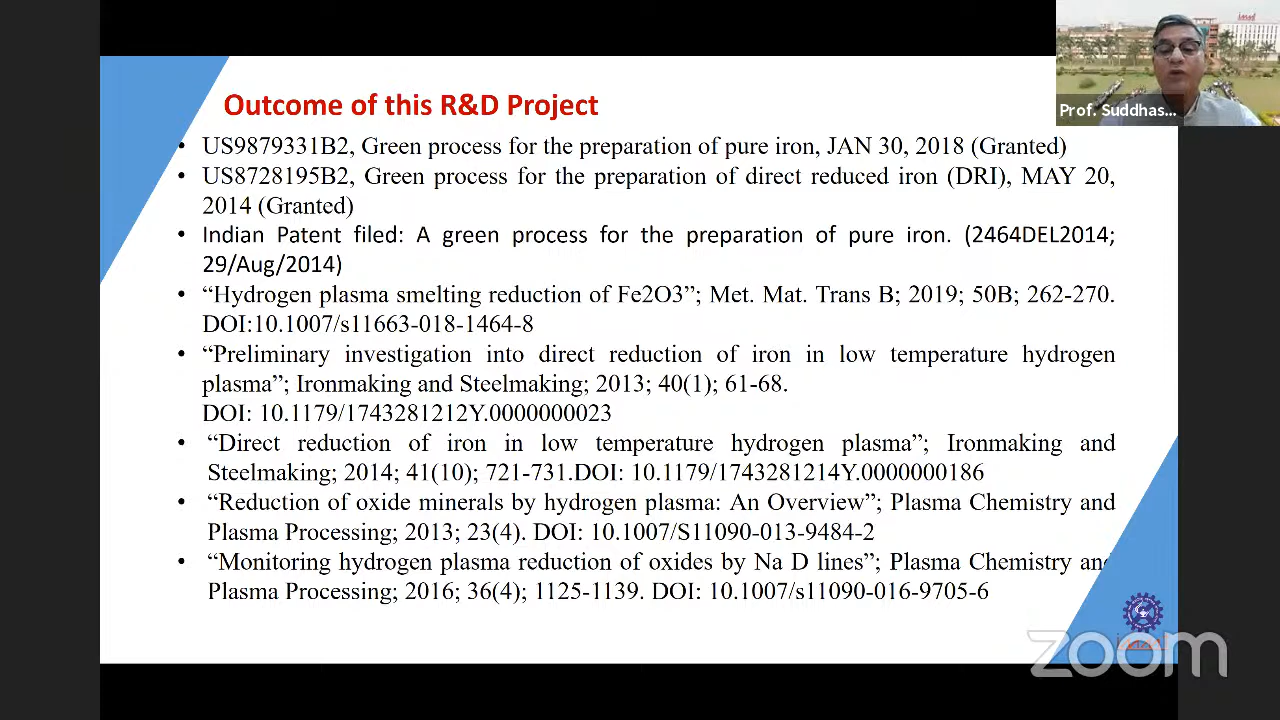 Outcome of this R&D Project
• US9879331B2, Green process for the preparation of pure iron, JAN 30, 2018 (Granted)
• US8728195B2, Green process for the preparation of direct reduced iron (DRI), MAY 20,
2014 (Granted)
• Indian Patent filed: A green process for the preparation of pure iron. (2464DEL2014;
29/Aug/2014)
• “Hydrogen plasma smelting reduction of Fe2O3”; Met. Mat. Trans B; 2019; 50B; 262-270.
DOI:10.1007/s11663-018-1464-8
• “Preliminary investigation into direct reduction of iron in low temperature hydrogen
plasma”; Ironmaking and Steelmaking; 2013; 40(1); 61-68.
DOI: 10.1179/1743281212Y.0000000023
• “Direct reduction of iron in low temperature hydrogen plasma”; Ironmaking and
Steelmaking; 2014; 41(10); 721-731.DOI: 10.1179/1743281214Y.0000000186
• “Reduction of oxide minerals by hydrogen plasma: An Overview”; Plasma Chemistry and
Plasma Processing; 2013; 23(4). DOI: 10.1007/S11090-013-9484-2
• “Monitoring hydrogen plasma reduction of oxides by Na D lines”; Plasma Chemistry and
Plasma Processing; 2016; 36(4); 1125-1139. DOI: 10.1007/s11090-016-9705-6
Prof. Suddhas...
zoom